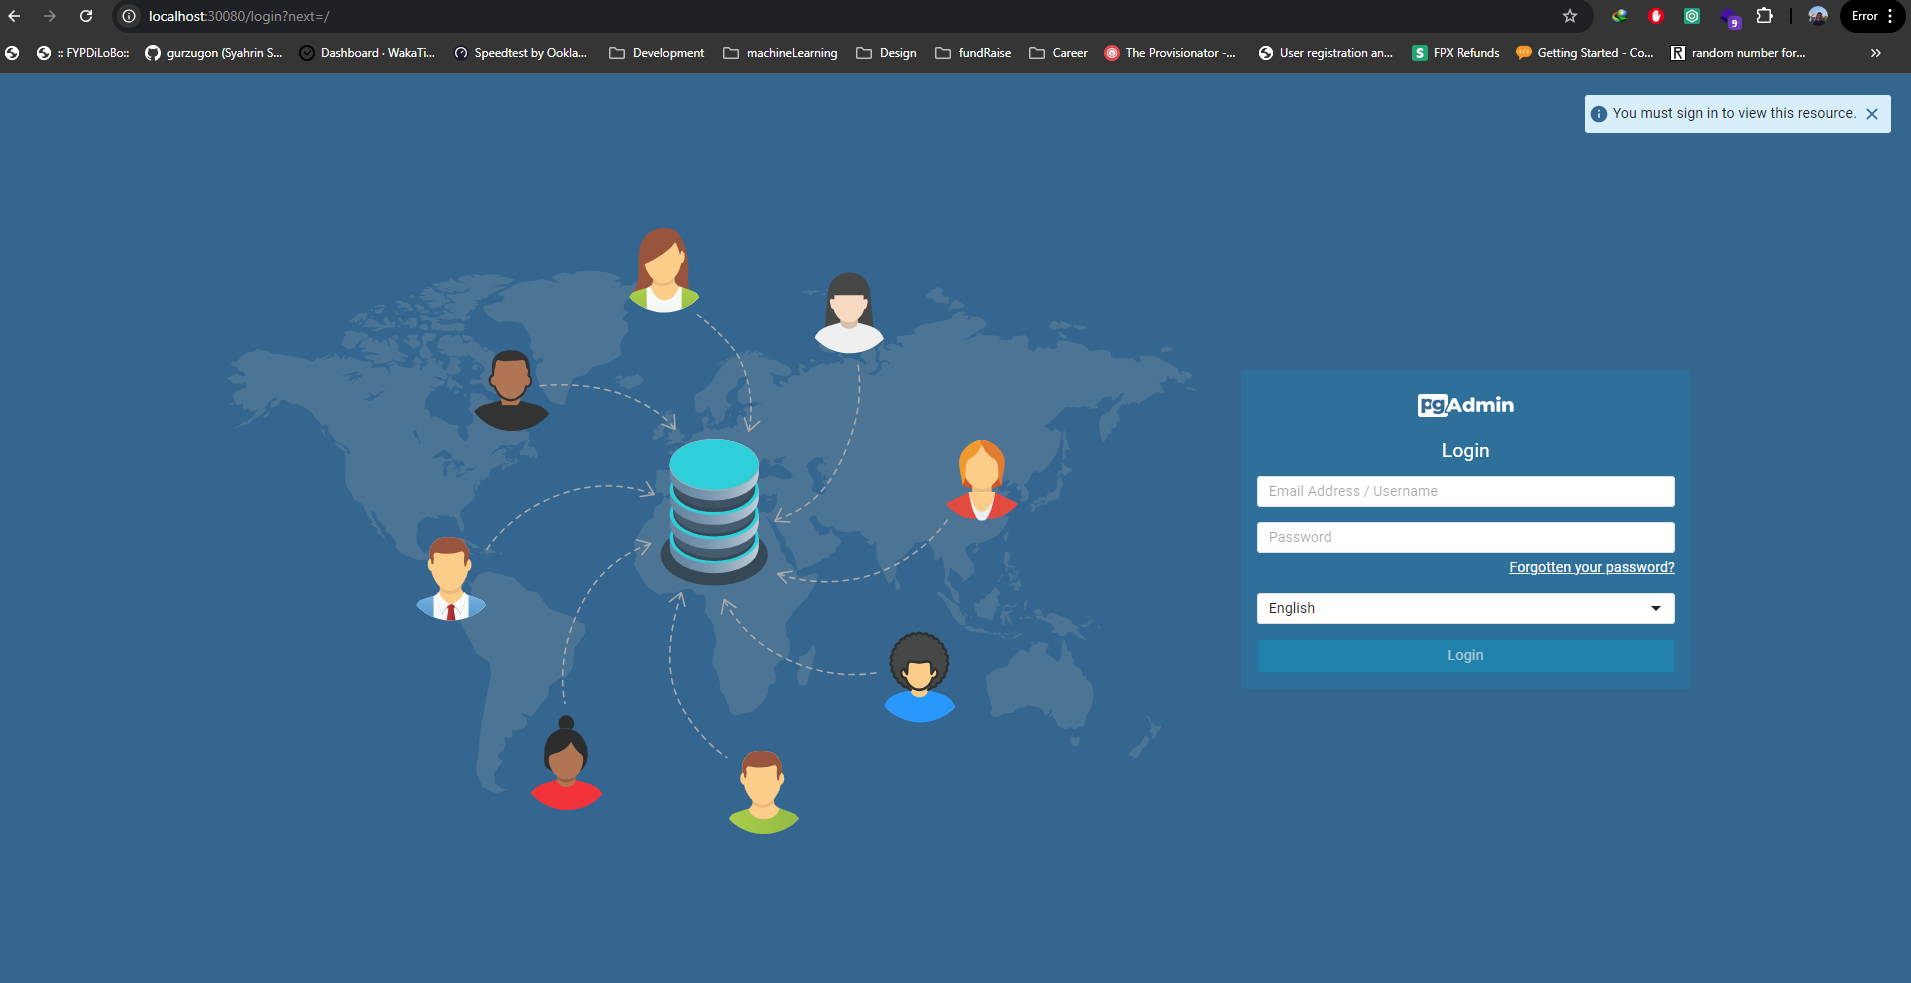 localhost:30080/login?next=/
9
Error
:: FYPDiLoBo::
gurzugon (Syahrin S...
Dashboard · WakaTi...
Speedtest by Ookla...
Development
machineLearning
Design
fundRaise
Career
The Provisionator -...
User registration an...
S
FPX Refunds
Getting Started - Co...
R
random number for...
»
You must sign in to view this resource.
pgAdmin
Login
Email Address / Username
Password
Forgotten your password?
English
Login